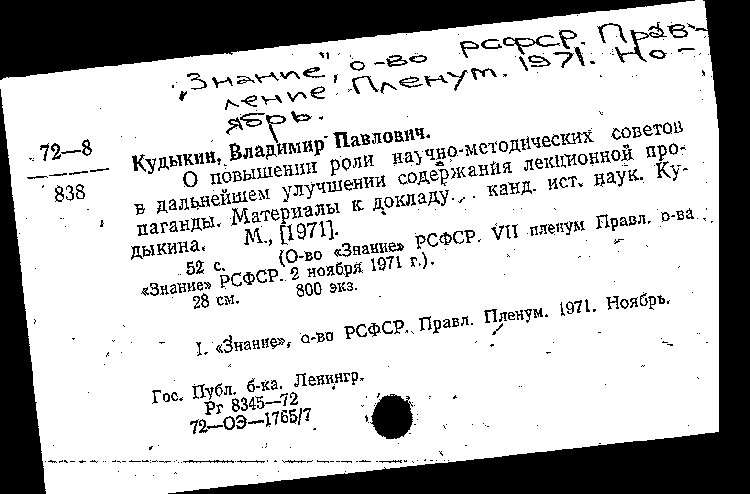 „Знание", о-во РСФСР. Прав-
ление. Пленум. 1971. Но-
ябрь.
72—8
838
Кудыкин, Владимир Павлович.
О повышении роли научно-методических советов
в дальнейшем улучшении содержания лекционной про-
паганды. Материалы к докладу... канд. ист. наук. Ку-
дыкина. М., [1971].
52 с. (О-во «Знание» РСФСР. VII пленум Правл. о-ва
«Знание» РСФСР. 2 ноября 1971 г.).
28 см. 800 экз.
1. «Знание», о-во РСФСР. Правл. Пленум. 1971. Ноябрь.
Гос. Публ. б-ка. Ленингр.
Рг 8345—72
72—ОЭ—1765/7